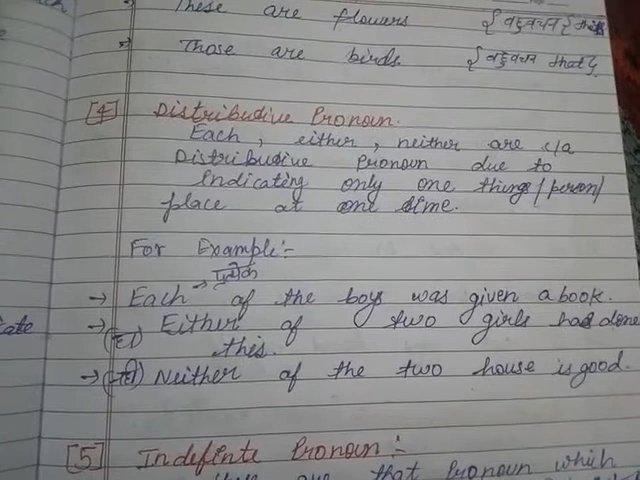 These are flowers { बहुवचन } this
Those are birds. { बहुवचन that }
[4] Distributive Pronoun.
Each, either, neither are c/a
Distributive Pronoun due to
Indicating only one thing/person/
place at one time.
For Example:-
प्रत्येक
→ Each → of the boys was given a book.
→ Either of two girls had done
this.
→ Neither of the two house is good.
[5] Indefinte Pronoun:-
that Pronoun which